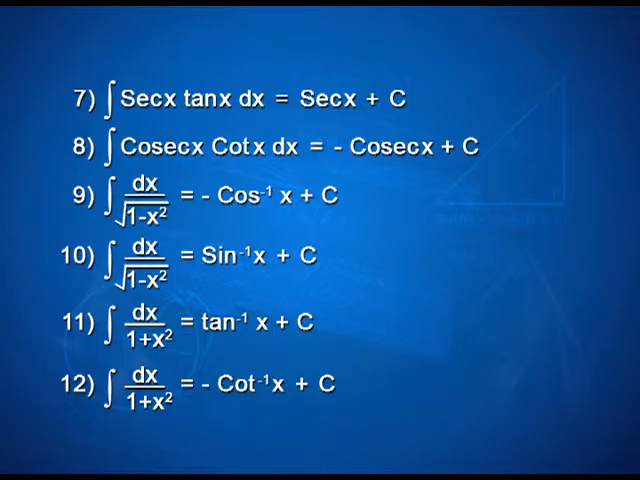 7) ∫ Secx tanx dx = Secx + C
8) ∫ Cosecx Cot x dx = - Cosecx + C
9) ∫ dx/√1-x² = - Cos⁻¹ x + C
10) ∫ dx/√1-x² = Sin⁻¹x + C
11) ∫ dx/1+x² = tan⁻¹ x + C
12) ∫ dx/1+x² = - Cot⁻¹x + C